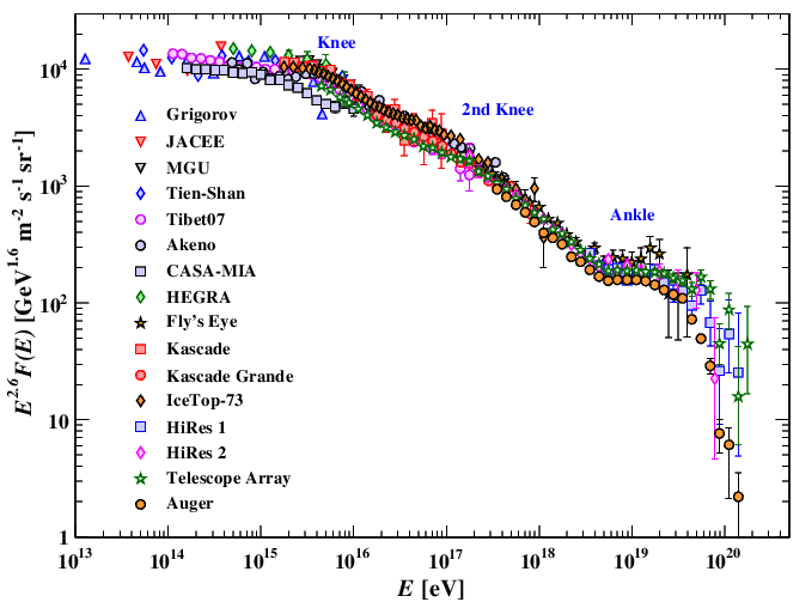 Knee
2nd Knee
Ankle
Grigorov
JACEE
MGU
Tien-Shan
Tibet07
Akeno
CASA-MIA
HEGRA
Fly's Eye
Kascade
Kascade Grande
IceTop-73
HiRes 1
HiRes 2
Telescope Array
Auger
E^2.6 F(E) [GeV^1.6 m^-2 s^-1 sr^-1]
10^4
10^3
10^2
10
1
10^13 10^14 10^15 10^16 10^17 10^18 10^19 10^20
E [eV]